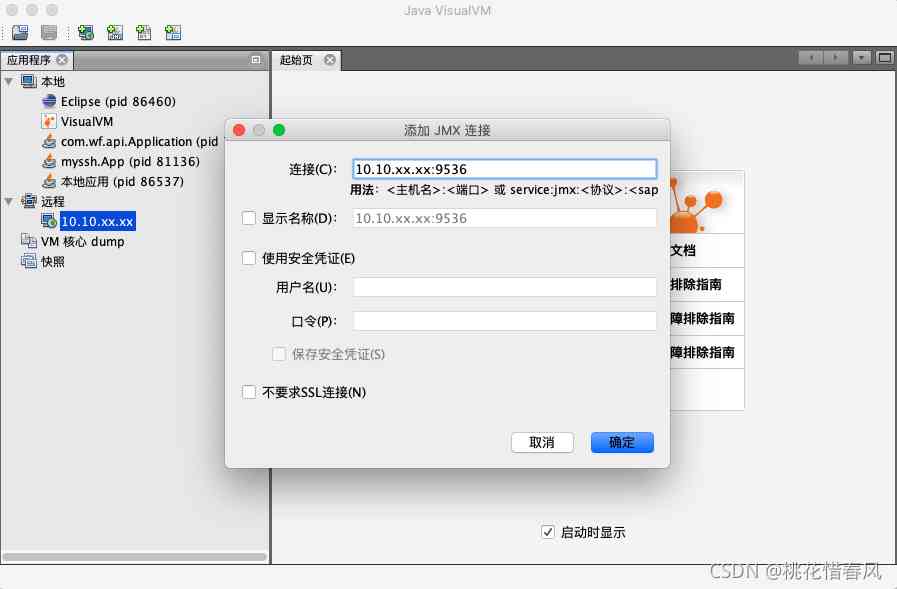 Java VisualVM
应用程序
起始页
本地
Eclipse (pid 86460)
VisualVM
com.wf.api.Application (pid
myssh.App (pid 81136)
本地应用 (pid 86537)
远程
10.10.xx.xx
VM 核心 dump
快照
添加 JMX 连接
连接(C):
10.10.xx.xx:9536
用法: <主机名>:<端口> 或 service:jmx:<协议>:<sap
显示名称(D):
10.10.xx.xx:9536
使用安全凭证(E)
用户名(U):
口令(P):
保存安全凭证(S)
不要求SSL连接(N)
取消
确定
文档
排除指南
障排除指南
障排除指南
启动时显示
CSDN @桃花惜春风